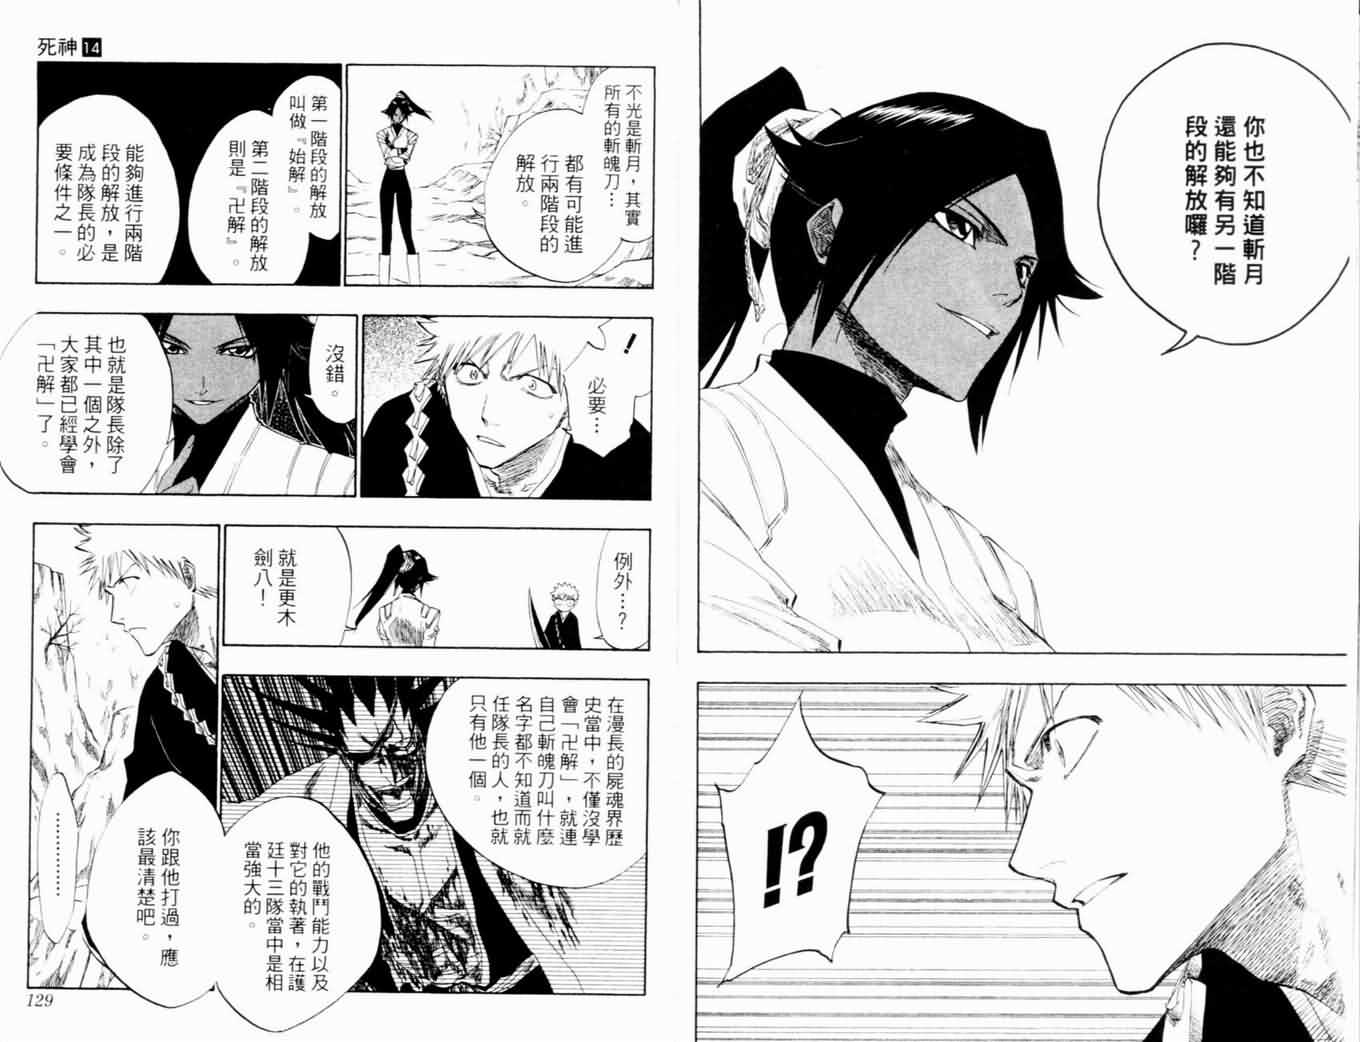 你也不知道斬月
還能夠有另一階
段的解放囉？
!?
死神14
不光是斬月，其實
所有的斬魄刀…
都有可能進
行兩階段的
解放。
第一階段的解放
叫做『始解』。
第二階段的解放
則是『卍解』。
能夠進行兩階
段的解放，是
成為隊長的必
要條件之一。
！
必要…
沒錯。
也就是隊長除了
其中一個之外，
大家都已經學會
「卍解」了。
例外…？
就是更木
劍八！
在漫長的屍魂界歷
史當中，不僅沒學
會「卍解」，就連
自己斬魄刀叫什麼
名字都不知道而就
任隊長的人，也就
只有他一個。
他的戰鬥能力以及
對它的執著，在護
廷十三隊當中是相
當強大的。
你跟他打過，應
該最清楚吧。
…………
129